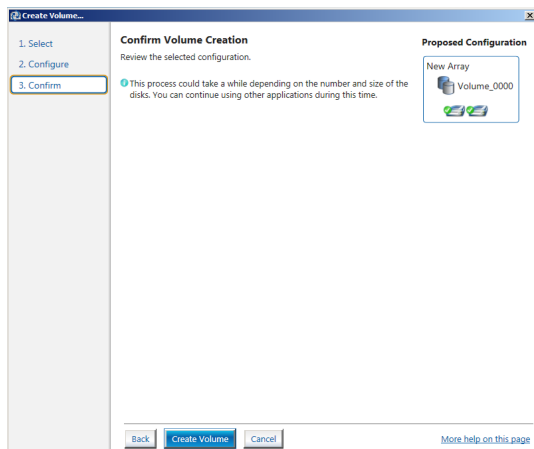 Create Volume...
1. Select
2. Configure
3. Confirm
Confirm Volume Creation
Review the selected configuration.
This process could take a while depending on the number and size of the
disks. You can continue using other applications during this time.
Proposed Configuration
New Array
Volume_0000
Back
Create Volume
Cancel
More help on this page